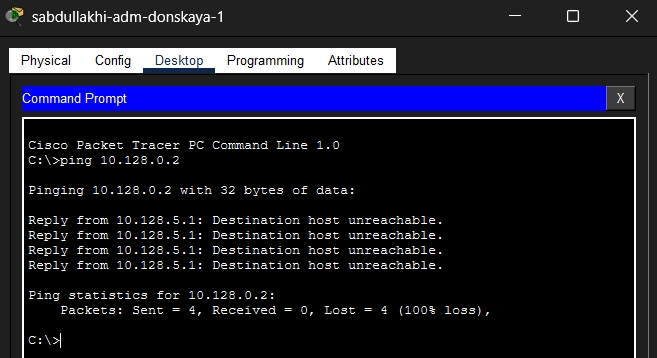 sabdullakhi-adm-donskaya-1
Physical Config Desktop Programming Attributes
Command Prompt X
Cisco Packet Tracer PC Command Line 1.0
C:\>ping 10.128.0.2
Pinging 10.128.0.2 with 32 bytes of data:
Reply from 10.128.5.1: Destination host unreachable.
Reply from 10.128.5.1: Destination host unreachable.
Reply from 10.128.5.1: Destination host unreachable.
Reply from 10.128.5.1: Destination host unreachable.
Ping statistics for 10.128.0.2:
Packets: Sent = 4, Received = 0, Lost = 4 (100% loss),
C:\>